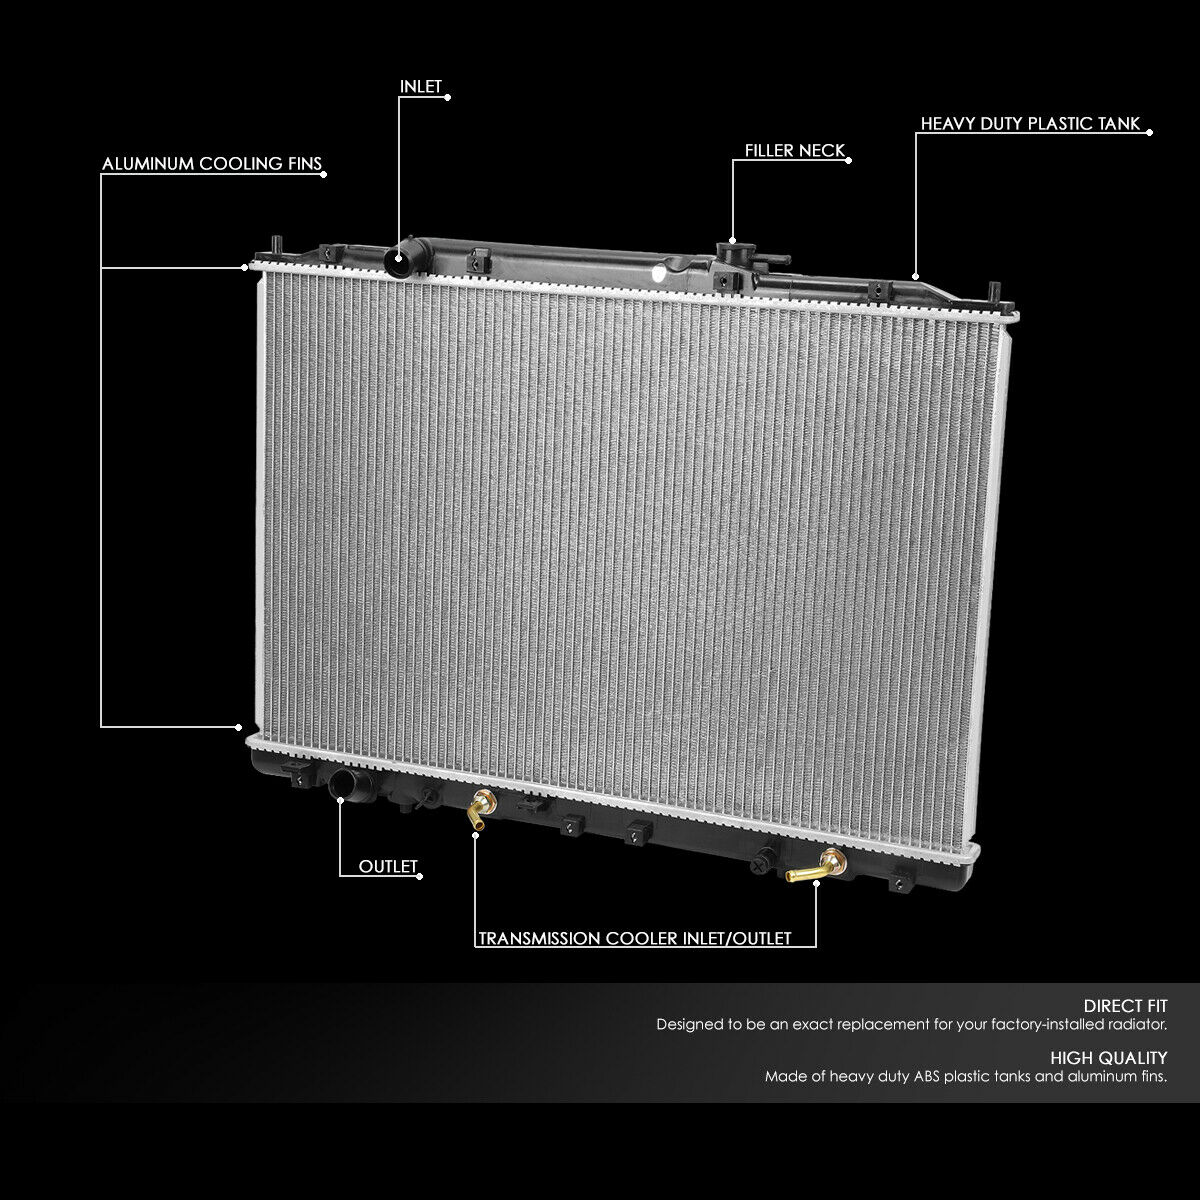 INLET
HEAVY DUTY PLASTIC TANK
FILLER NECK
ALUMINUM COOLING FINS
OUTLET
TRANSMISSION COOLER INLET/OUTLET
DIRECT FIT
Designed to be an exact replacement for your factory-installed radiator.
HIGH QUALITY
Made of heavy duty ABS plastic tanks and aluminum fins.